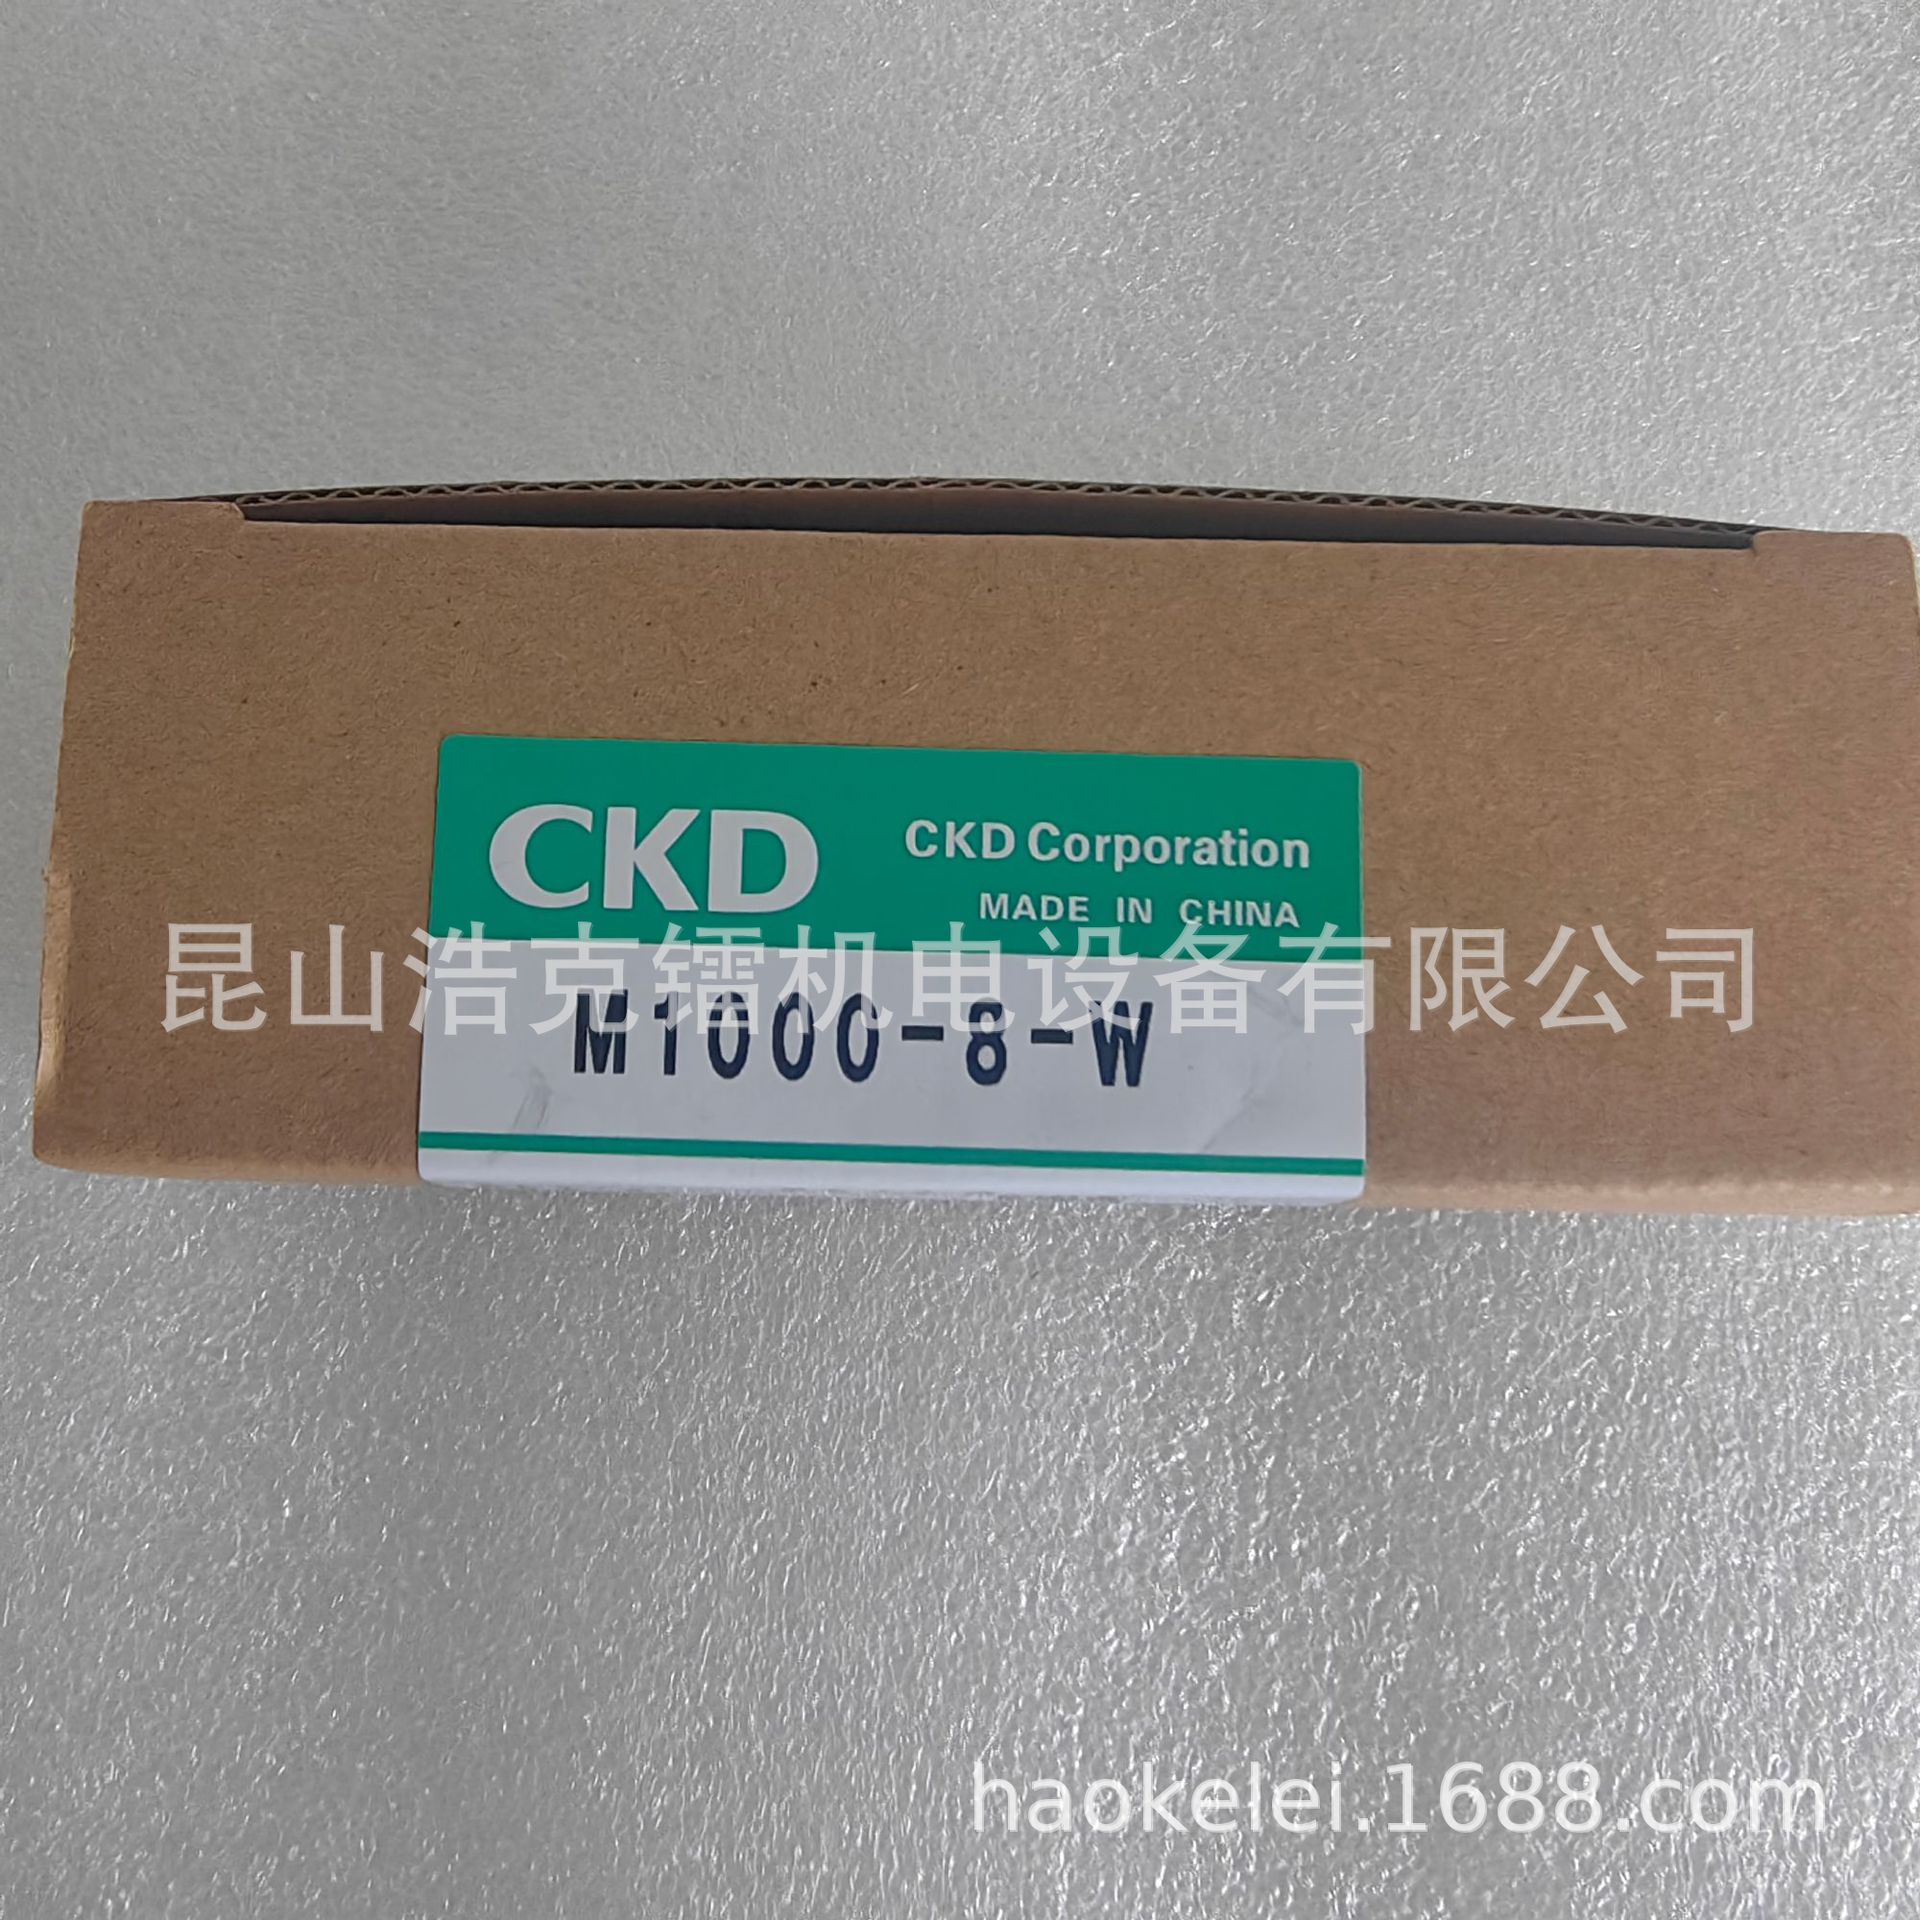 CKD
CKD Corporation
MADE IN CHINA
昆山浩克镭机电设备有限公司
M1000-8-W
haokelei.1688.com